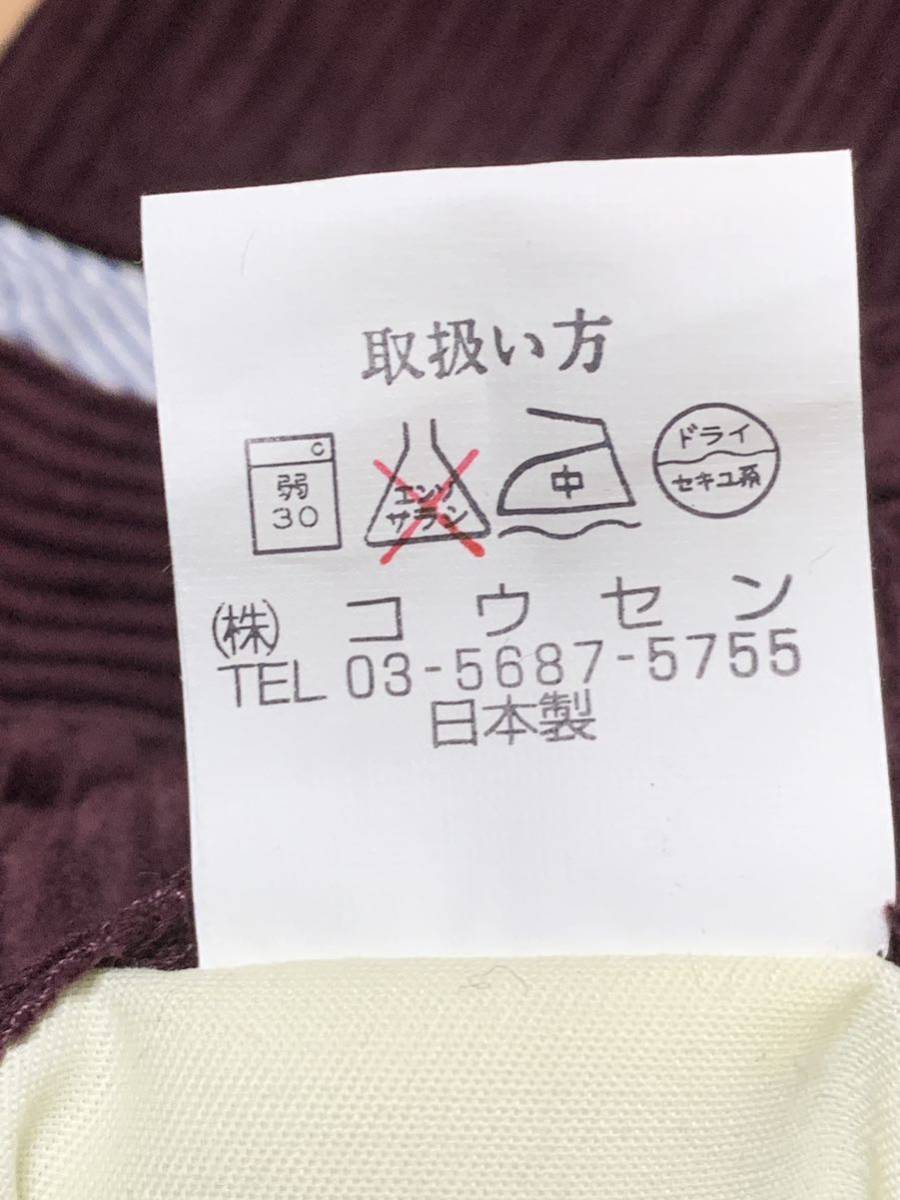 取扱い方
C
弱
30
エンソ
サラシ
中
ドライ
セキユ系
(株) コウセン
TEL 03-5687-5755
日本製